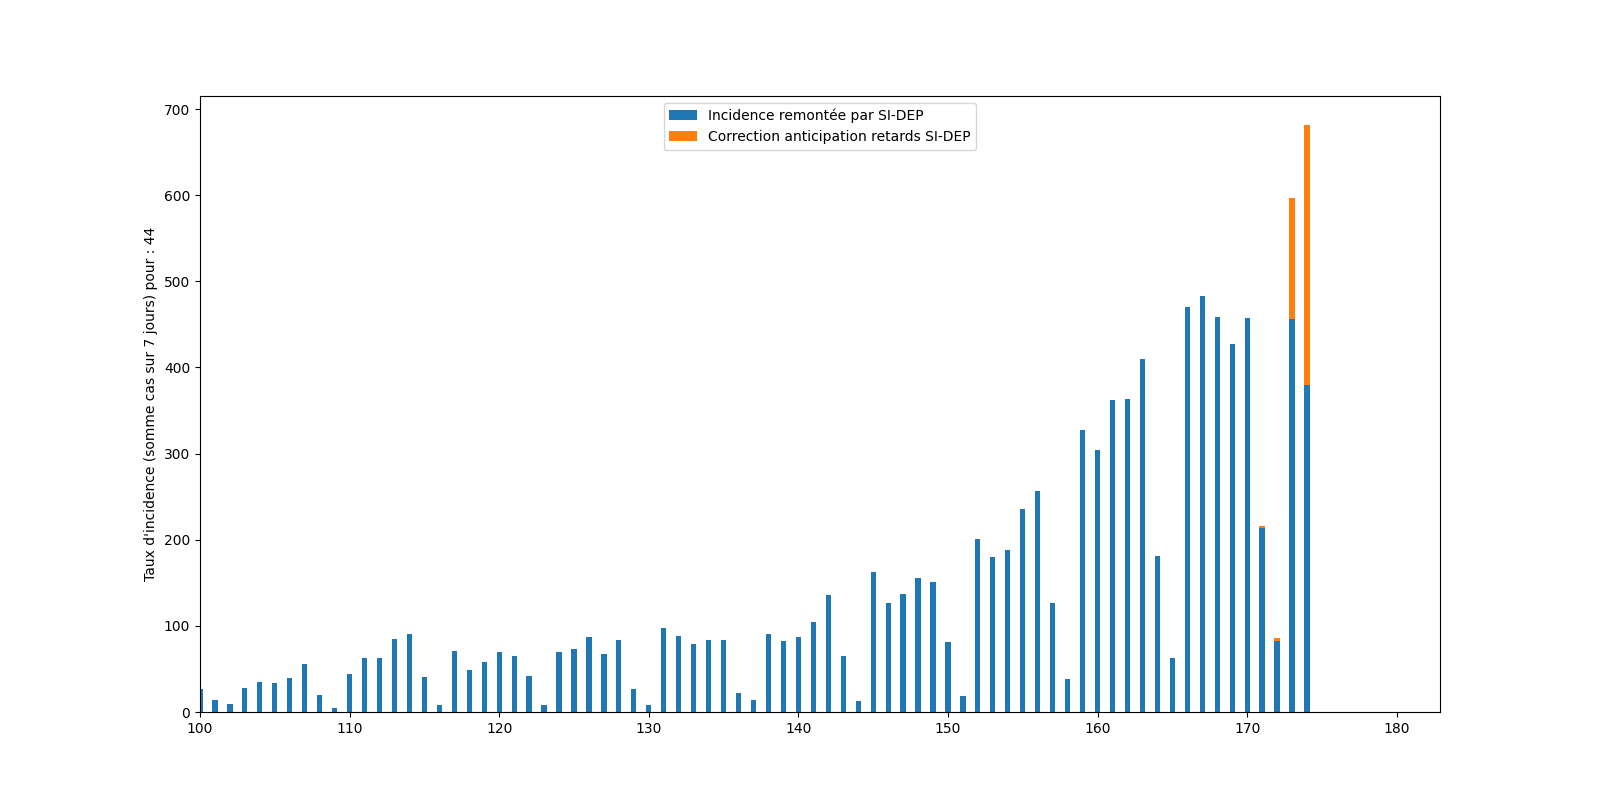 Incidence remontée par SI-DEP
Correction anticipation retards SI-DEP
Taux d'incidence (somme cas sur 7 jours) pour : 44
700
600
500
400
300
200
100
0
100 110 120 130 140 150 160 170 180